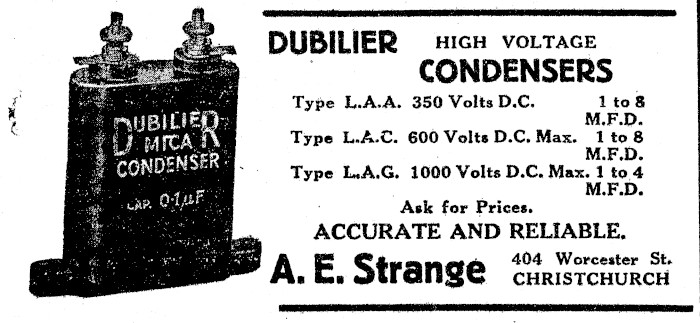 DUBILIER
MICA
CONDENSER
CAP. 0·1μF
DUBILIER HIGH VOLTAGE
CONDENSERS
Type L.A.A. 350 Volts D.C. 1 to 8
M.F.D.
Type L.A.C. 600 Volts D.C. Max. 1 to 8
M.F.D.
Type L.A.G. 1000 Volts D.C. Max. 1 to 4
M.F.D.
Ask for Prices.
ACCURATE AND RELIABLE.
A. E. Strange 404 Worcester St.
CHRISTCHURCH